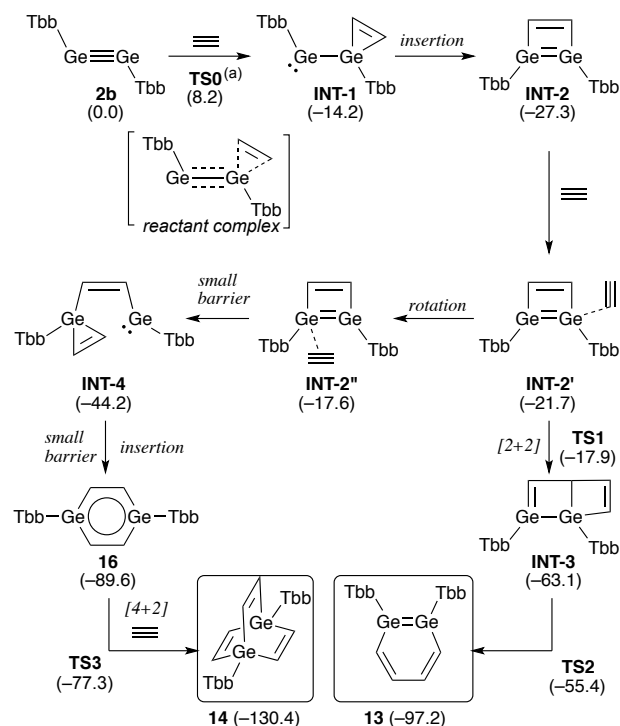 Tbb
Ge≡Ge
Tbb
2b
(0.0)
TS0(a)
(8.2)
Ge
Ge
Tbb
Tbb
INT-1
(−14.2)
insertion
Ge
Ge
Tbb
Tbb
INT-2
(−27.3)
Tbb
Ge
Ge
Tbb
reactant complex
Ge
Ge
Tbb
Tbb
INT-4
(−44.2)
small
barrier
Ge
Ge
Tbb
Tbb
INT-2"
(−17.6)
rotation
Ge
Ge
Tbb
Tbb
INT-2'
(−21.7)
small
barrier
insertion
[2+2]
TS1
(−17.9)
Tbb
Ge
Ge
Tbb
16
(−89.6)
Ge
Ge
Tbb
Tbb
INT-3
(−63.1)
[4+2]
TS3
(−77.3)
Tbb
Ge
Ge
Tbb
14 (−130.4)
Tbb
Tbb
Ge=Ge
13 (−97.2)
TS2
(−55.4)